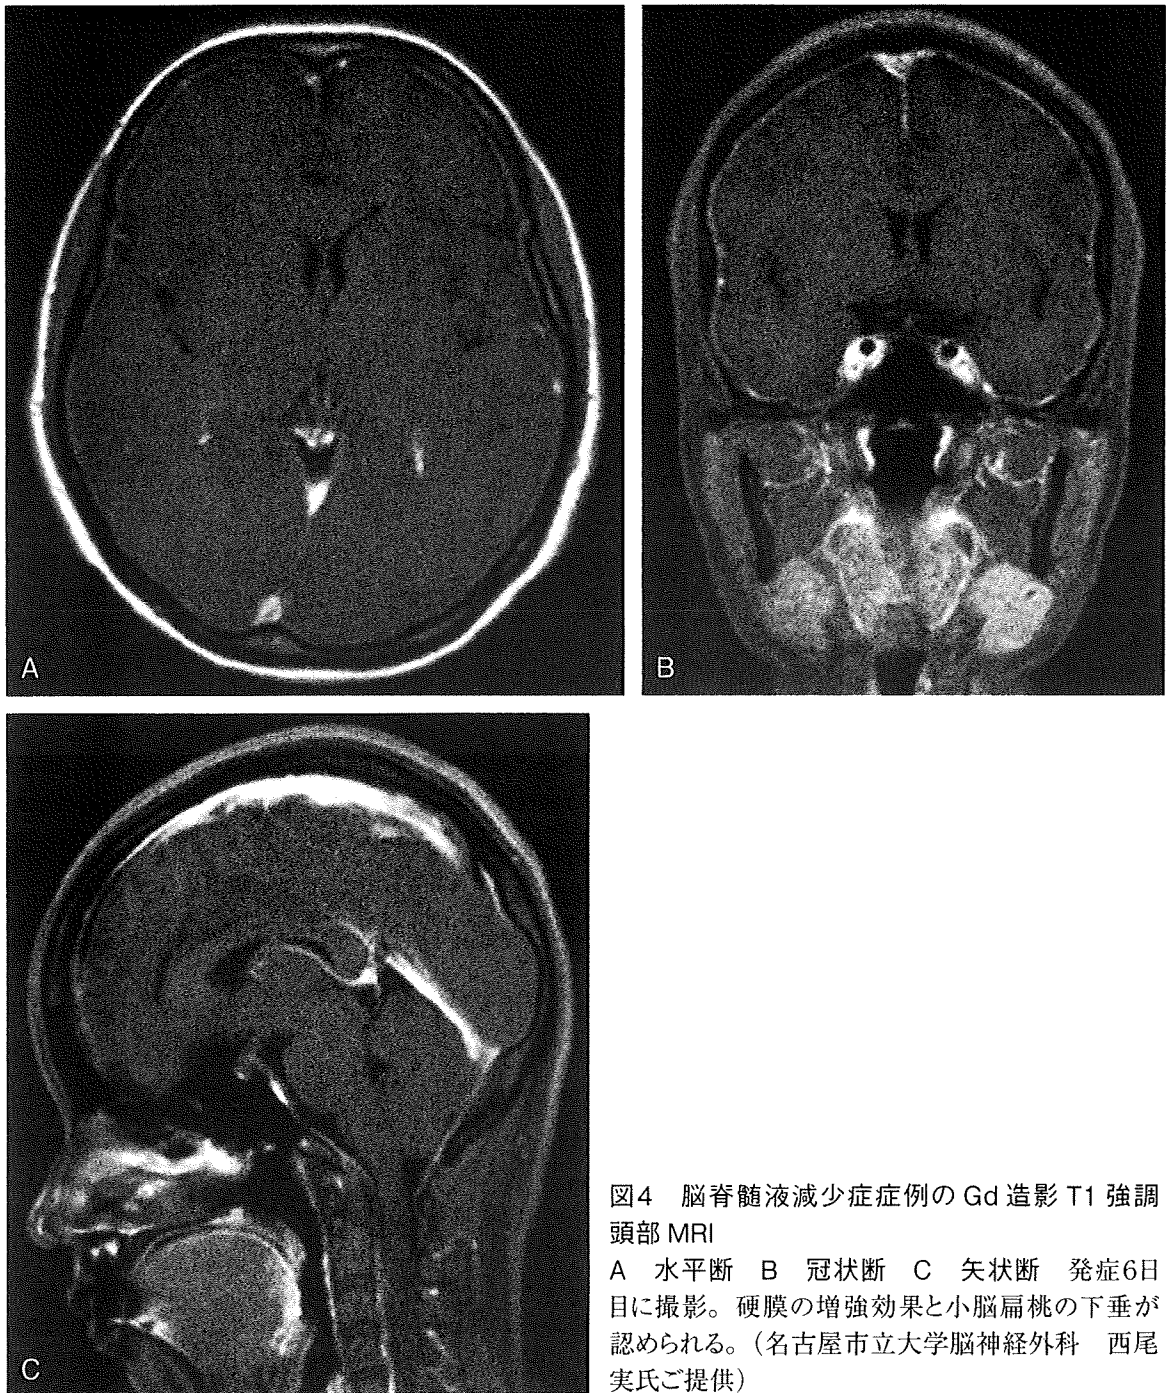 A
B
C
図4 脳脊髄液減少症症例の Gd 造影 T1 強調
頭部 MRI
A 水平断 B 冠状断 C 矢状断 発症6日
目に撮影。硬膜の増強効果と小脳扁桃の下垂が
認められる。(名古屋市立大学脳神経外科 西尾
実氏ご提供)